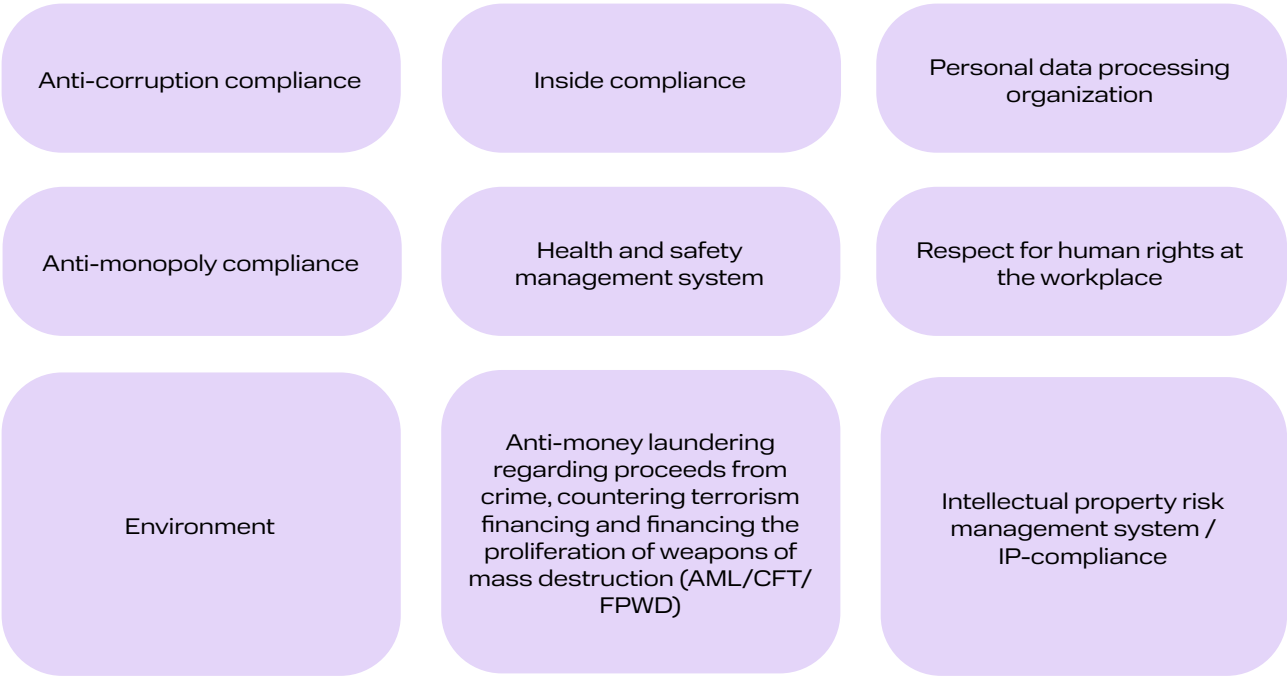 Anti-corruption compliance
Inside compliance
Personal data processing
organization
Anti-monopoly compliance
Health and safety
management system
Respect for human rights at
the workplace
Environment
Anti-money laundering
regarding proceeds from
crime, countering terrorism
financing and financing the
proliferation of weapons of
mass destruction (AML/CFT/
FPWD)
Intellectual property risk
management system /
IP-compliance